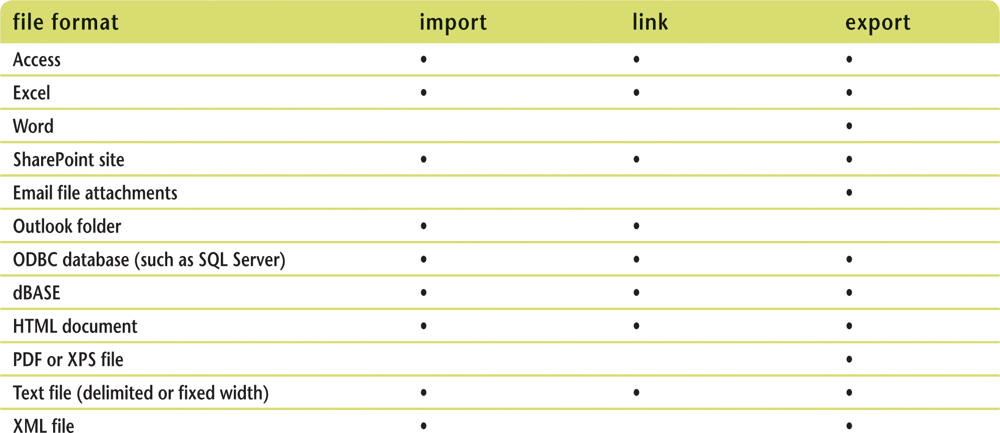 file format import link export
Access • • •
Excel • • •
Word •
SharePoint site • • •
Email file attachments •
Outlook folder • •
ODBC database (such as SQL Server) • • •
dBASE • • •
HTML document • • •
PDF or XPS file •
Text file (delimited or fixed width) • • •
XML file • •